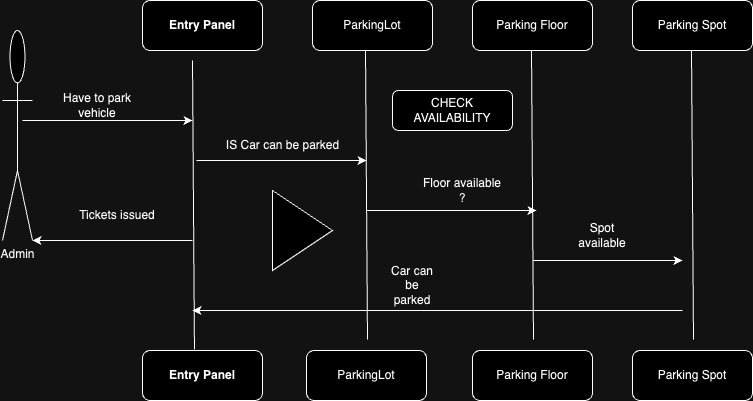 Entry Panel
ParkingLot
Parking Floor
Parking Spot
Have to park
vehicle
CHECK
AVAILABILITY
IS Car can be parked
Floor available
?
Tickets issued
Spot
available
Admin
Car can
be
parked
Entry Panel
ParkingLot
Parking Floor
Parking Spot